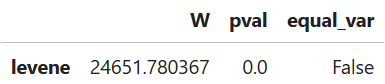 W pval equal_var
levene 24651.780367 0.0 False